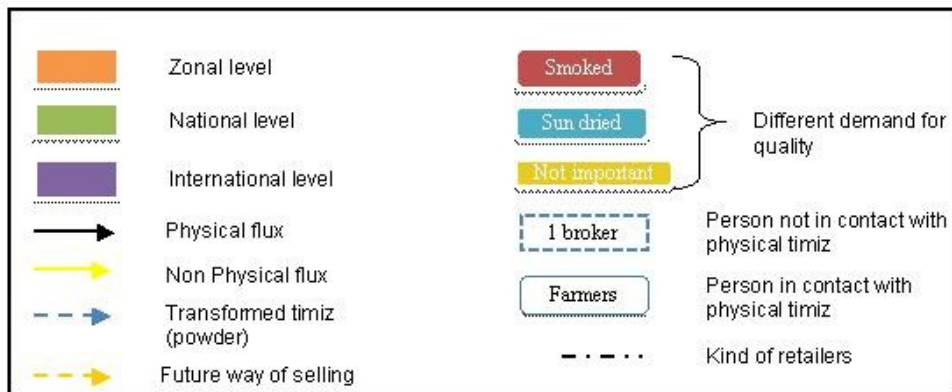 Zonal level
National level
International level
Physical flux
Non Physical flux
Transformed timiz
(powder)
Future way of selling
Smoked
Sun dried
Not important
Different demand for
quality
1 broker
Person not in contact with
physical timiz
Farmers
Person in contact with
physical timiz
Kind of retailers